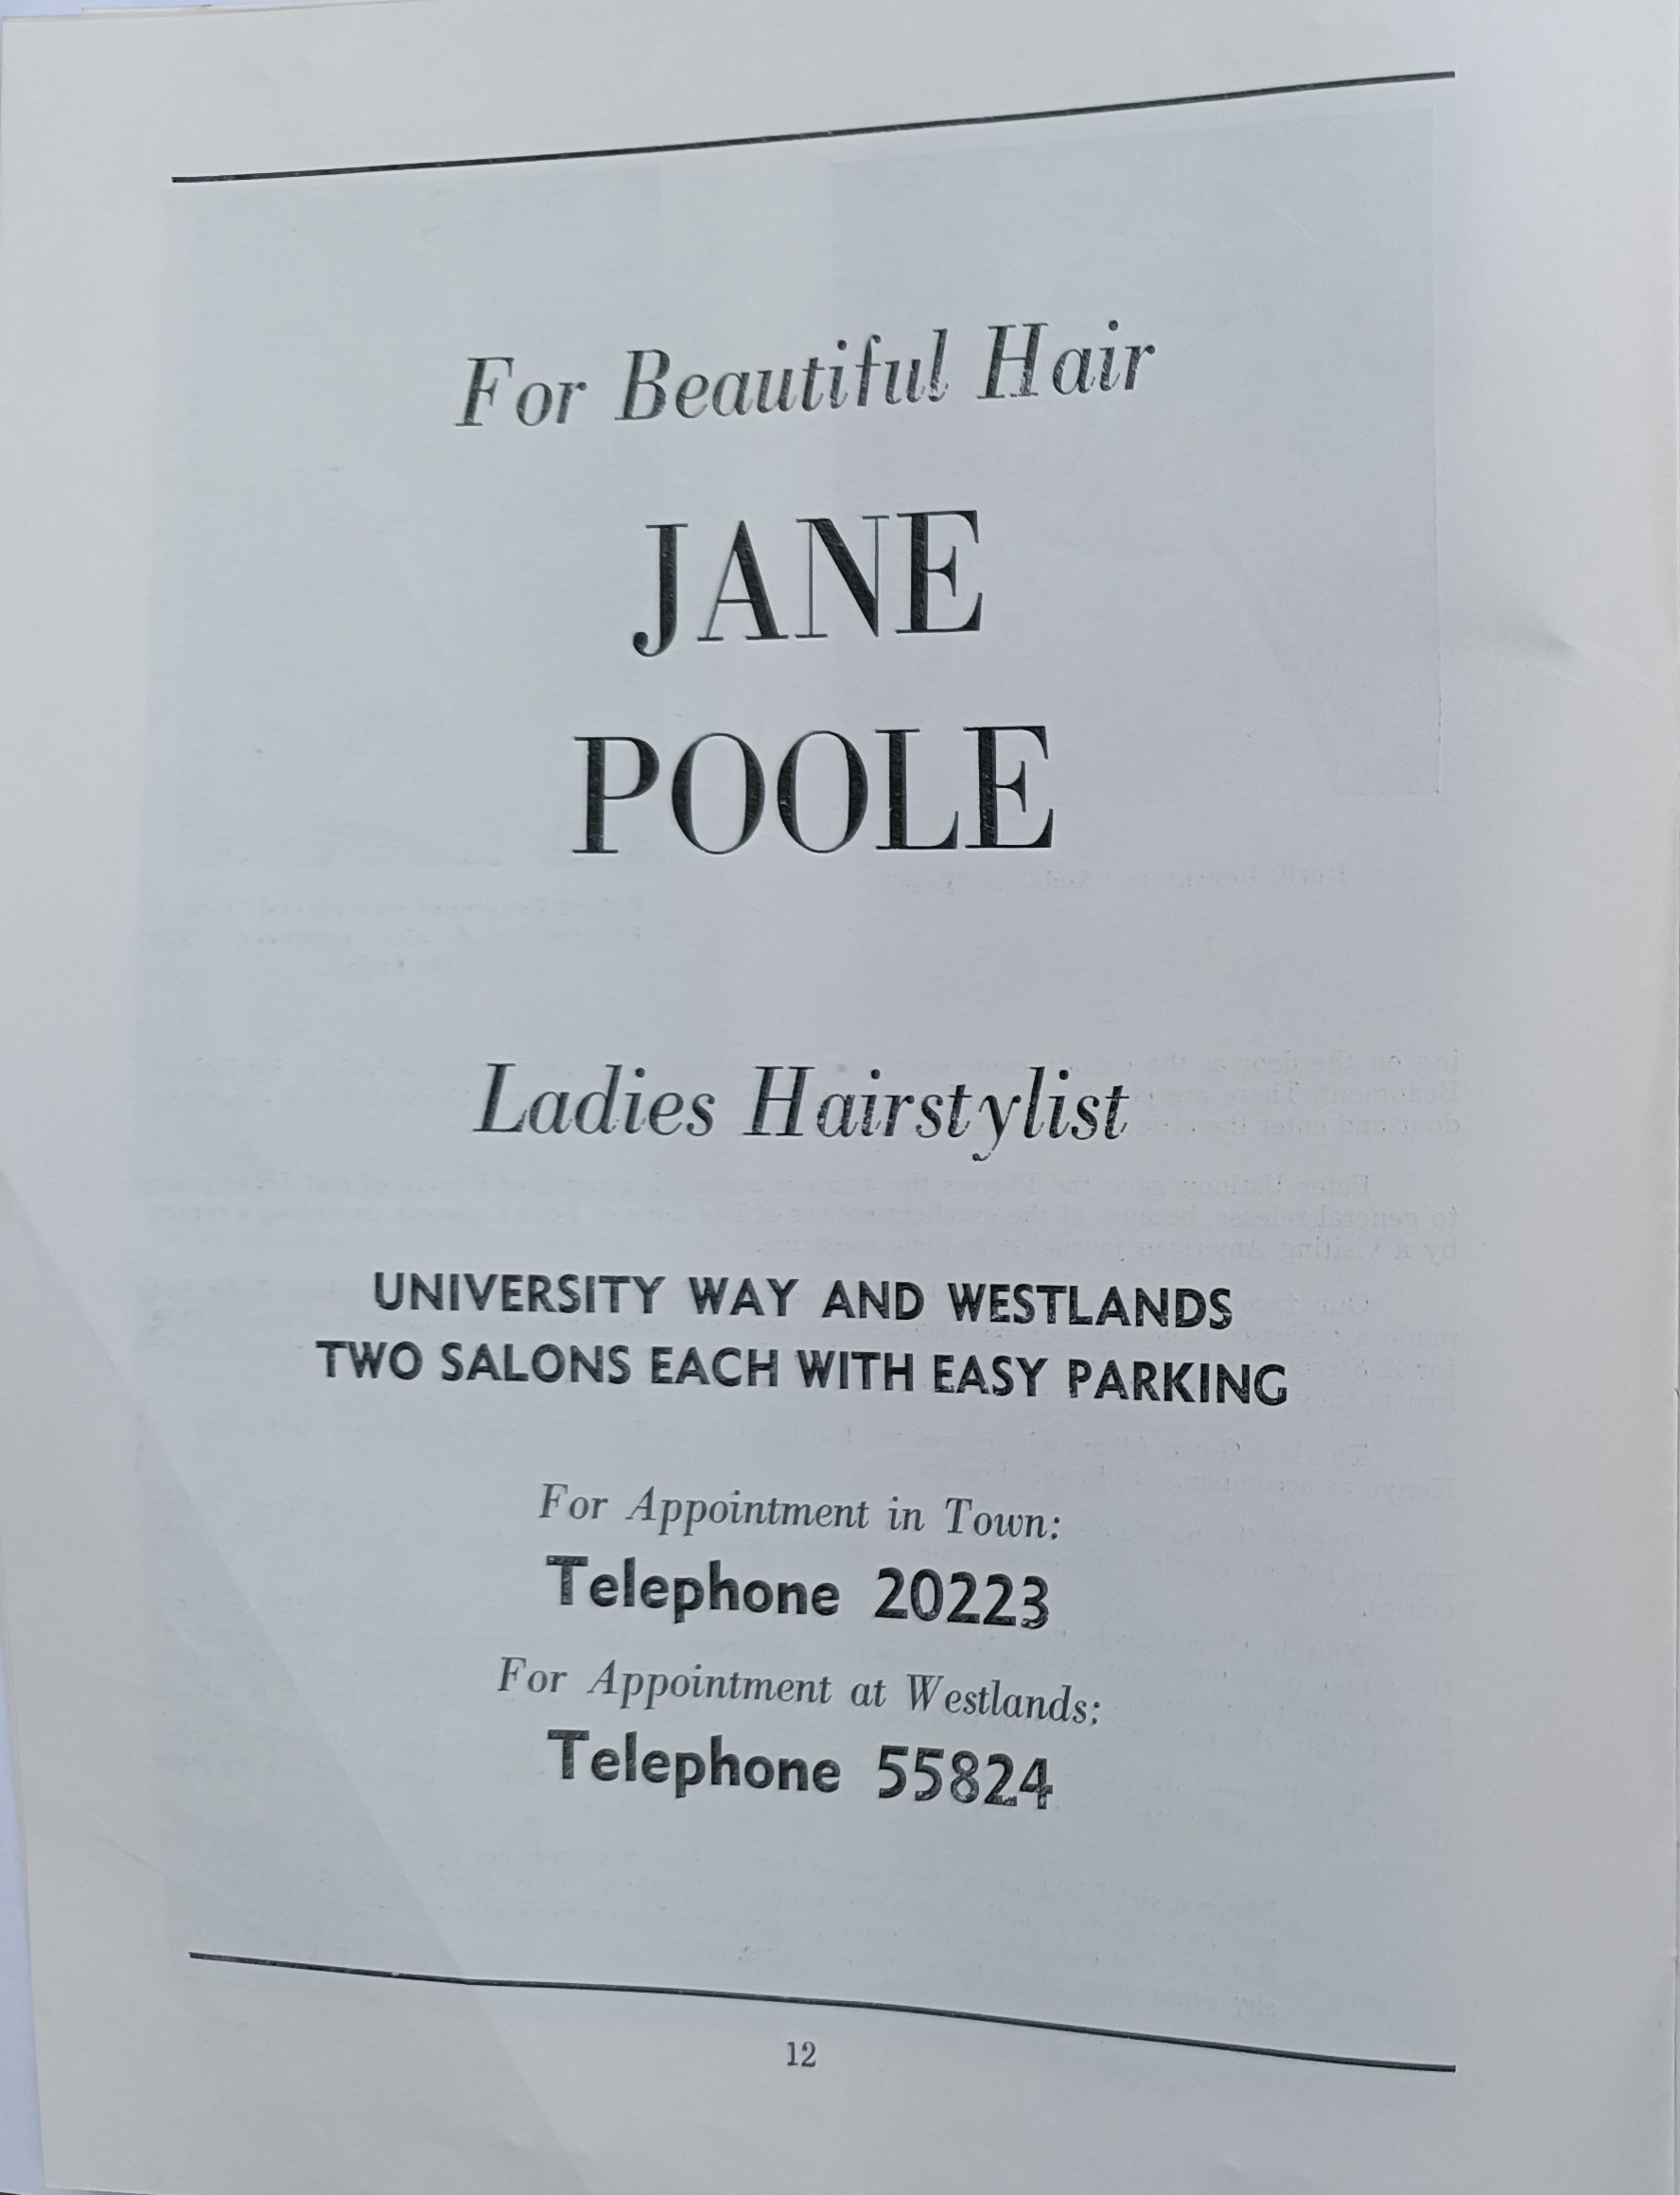 For Beautiful Hair
JANE
POOLE
Ladies Hairstylist
UNIVERSITY WAY AND WESTLANDS
TWO SALONS EACH WITH EASY PARKING
For Appointment in Town:
Telephone 20223
For Appointment at Westlands:
Telephone 55824
12